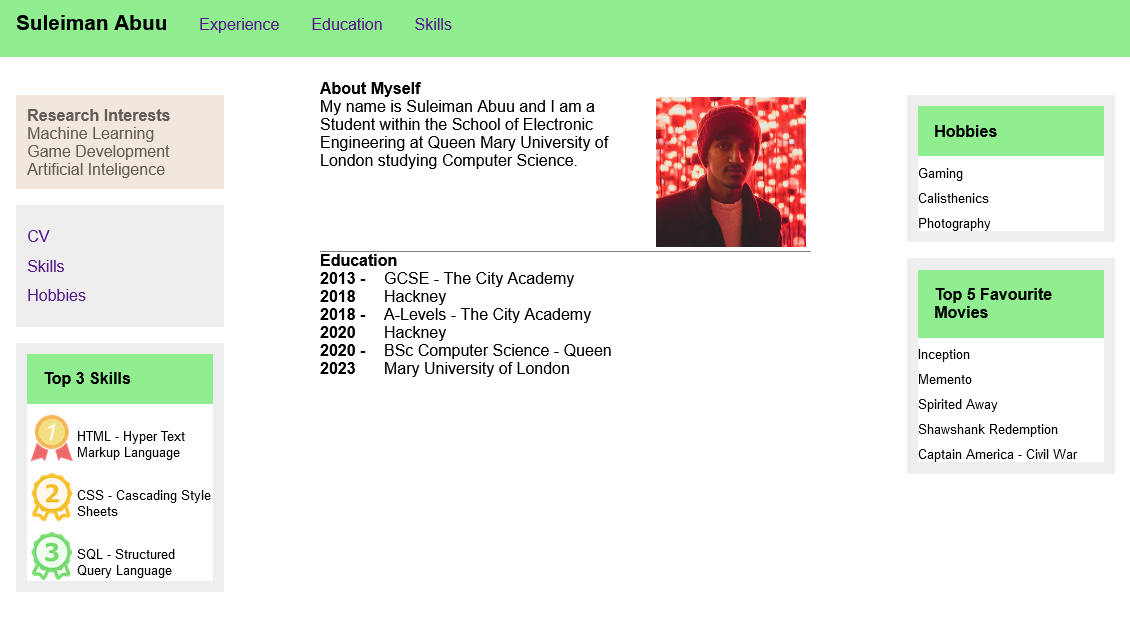 Suleiman Abuu Experience Education Skills
Research Interests
Machine Learning
Game Development
Artificial Inteligence
CV
Skills
Hobbies
Top 3 Skills
1
HTML - Hyper Text
Markup Language
2
CSS - Cascading Style
Sheets
3
SQL - Structured
Query Language
About Myself
My name is Suleiman Abuu and I am a
Student within the School of Electronic
Engineering at Queen Mary University of
London studying Computer Science.
Education
2013 - GCSE - The City Academy
2018 Hackney
2018 - A-Levels - The City Academy
2020 Hackney
2020 - BSc Computer Science - Queen
2023 Mary University of London
Hobbies
Gaming
Calisthenics
Photography
Top 5 Favourite
Movies
Inception
Memento
Spirited Away
Shawshank Redemption
Captain America - Civil War